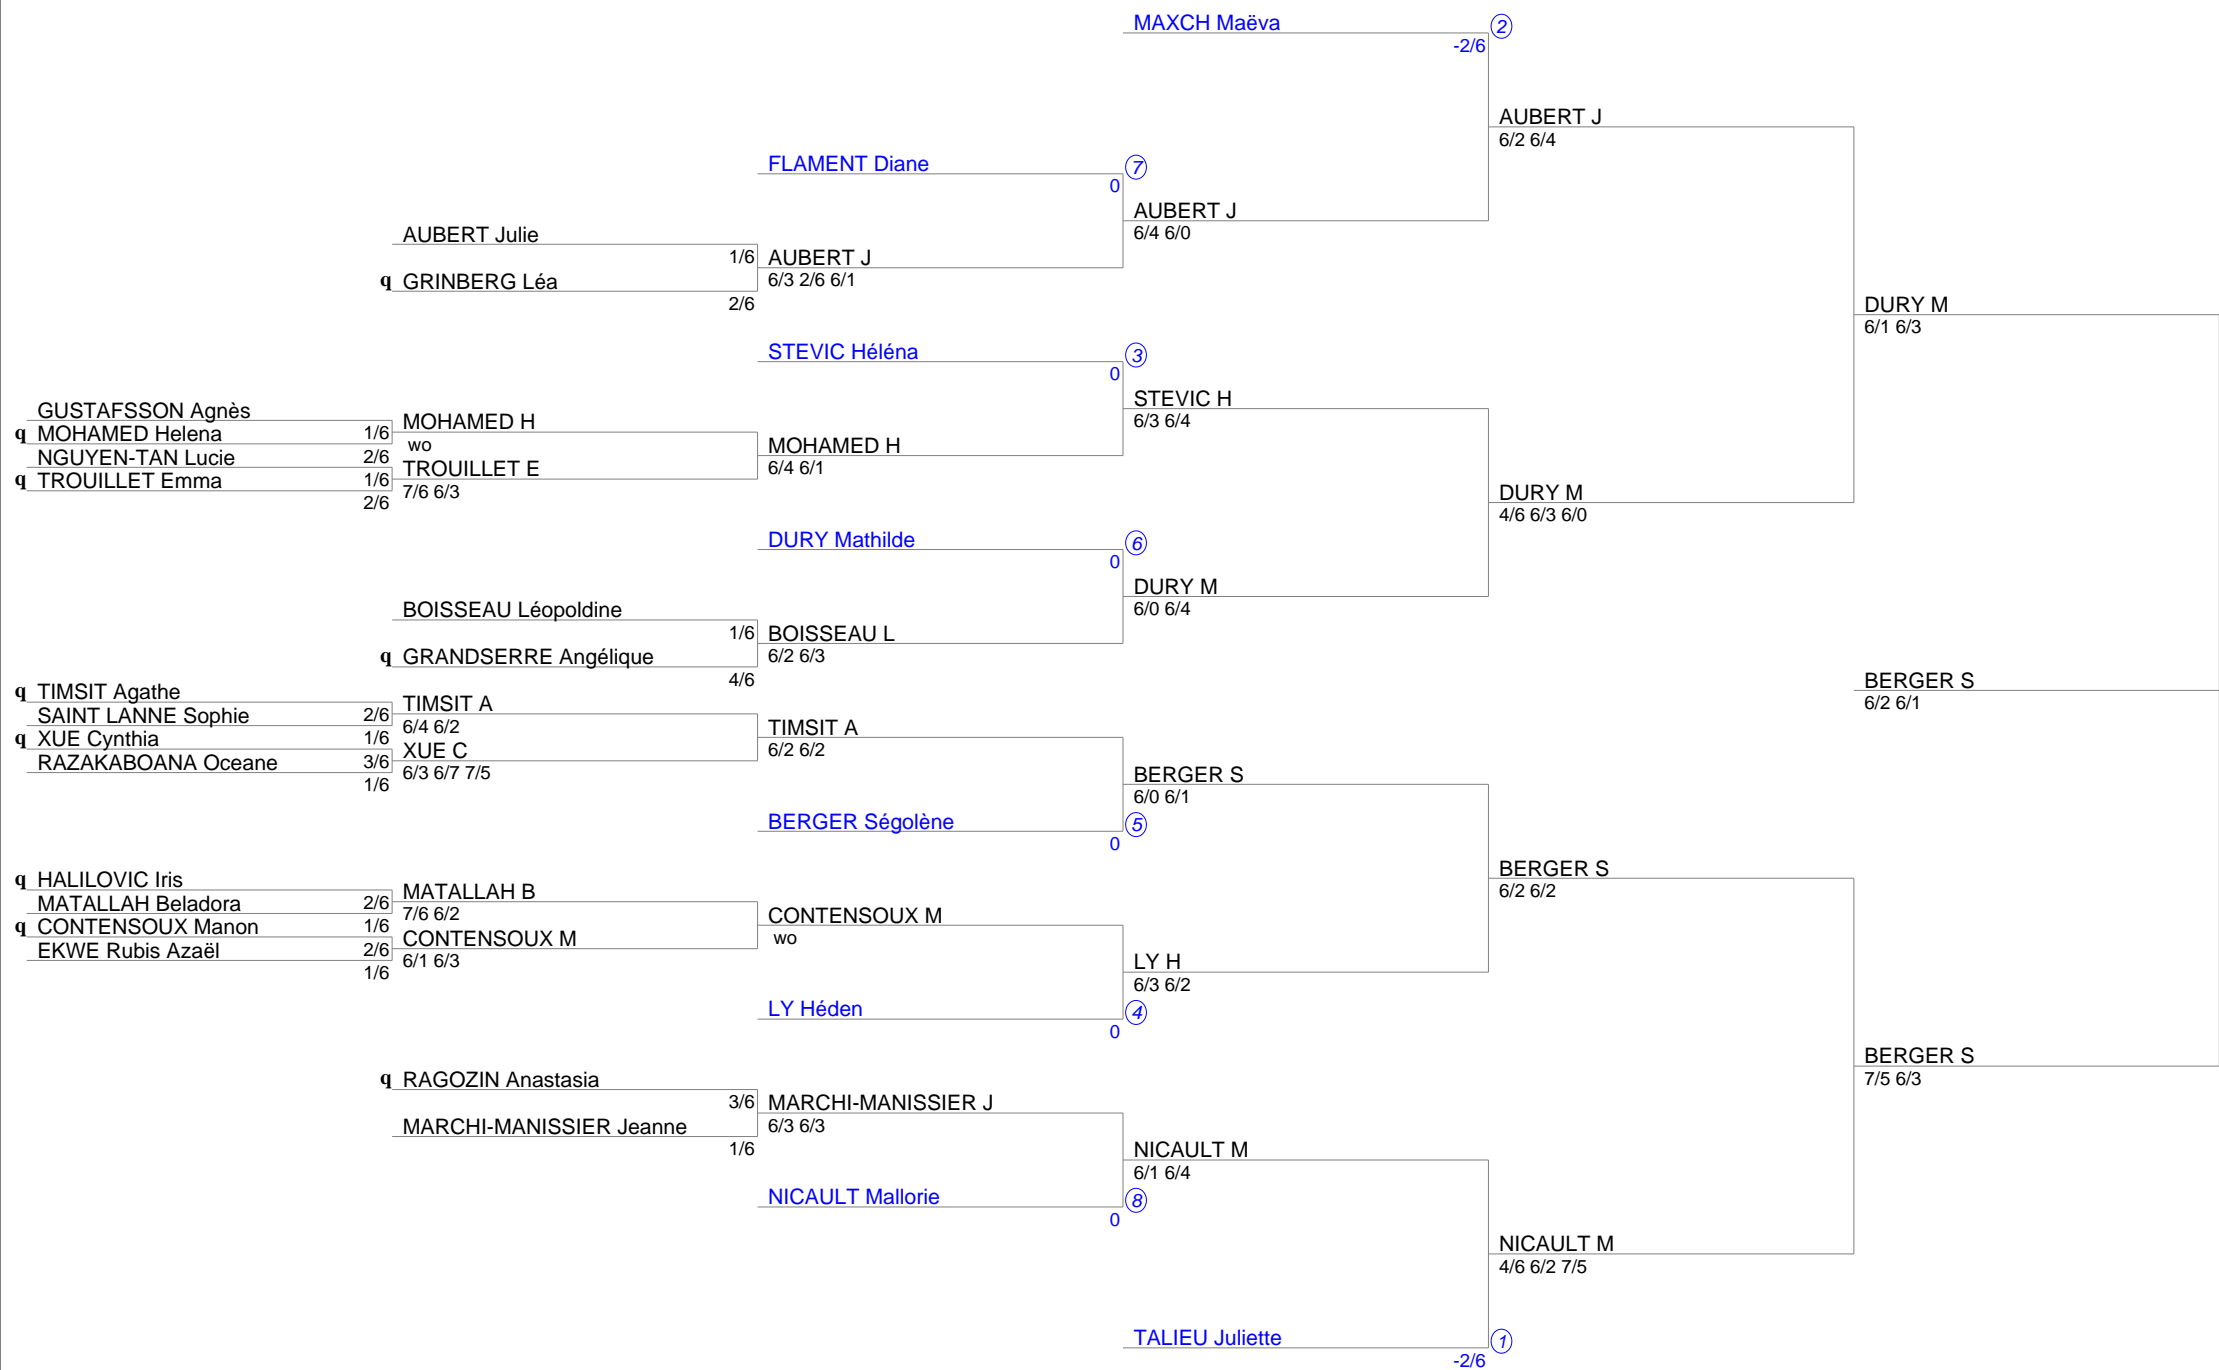 MAXCH Maëva
2
-2/6
AUBERT J
6/2 6/4
FLAMENT Diane
7
0
AUBERT J
6/4 6/0
AUBERT Julie
1/6
AUBERT J
6/3 2/6 6/1
q GRINBERG Léa
2/6
DURY M
6/1 6/3
STEVIC Héléna
3
0
STEVIC H
6/3 6/4
GUSTAFSSON Agnès
1/6
q MOHAMED Helena
2/6
MOHAMED H
wo
NGUYEN-TAN Lucie
1/6
q TROUILLET Emma
2/6
TROUILLET E
7/6 6/3
MOHAMED H
6/4 6/1
DURY M
4/6 6/3 6/0
DURY Mathilde
6
0
DURY M
6/0 6/4
BOISSEAU Léopoldine
1/6
BOISSEAU L
6/2 6/3
q GRANDSERRE Angélique
4/6
BERGER S
6/2 6/1
q TIMSIT Agathe
2/6
SAINT LANNE Sophie
1/6
TIMSIT A
6/4 6/2
q XUE Cynthia
3/6
RAZAKABOANA Oceane
1/6
XUE C
6/3 6/7 7/5
TIMSIT A
6/2 6/2
BERGER S
6/0 6/1
BERGER Ségolène
5
0
BERGER S
6/2 6/2
q HALILOVIC Iris
2/6
MATALLAH Beladora
1/6
MATALLAH B
7/6 6/2
q CONTENSOUX Manon
2/6
EKWE Rubis Azaël
1/6
CONTENSOUX M
6/1 6/3
CONTENSOUX M
wo
LY H
6/3 6/2
LY Héden
4
0
BERGER S
7/5 6/3
q RAGOZIN Anastasia
3/6
MARCHI-MANISSIER J
6/3 6/3
MARCHI-MANISSIER Jeanne
1/6
NICAULT M
6/1 6/4
NICAULT Mallorie
8
0
NICAULT M
4/6 6/2 7/5
TALIEU Juliette
1
-2/6